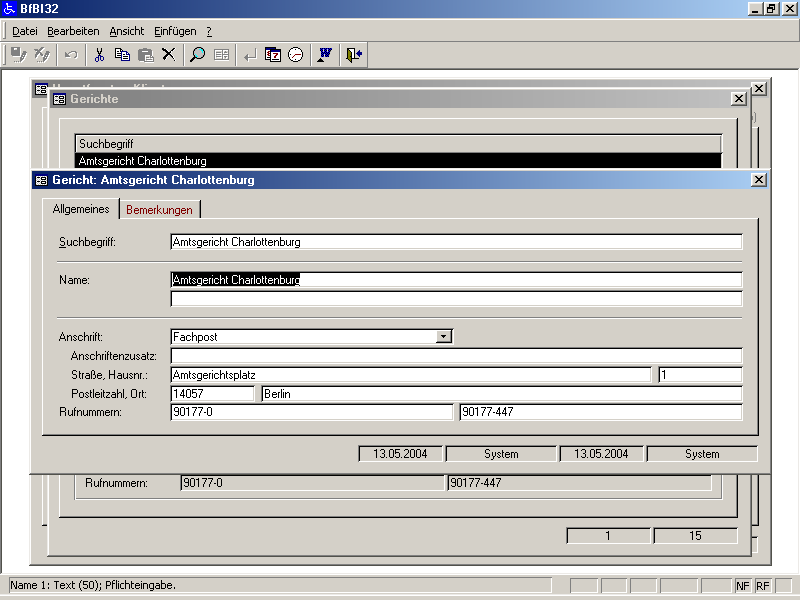 BfBI32
Datei Bearbeiten Ansicht Einfügen ?
Gerichte
Suchbegriff
Amtsgericht Charlottenburg
Gericht: Amtsgericht Charlottenburg
Allgemeines Bemerkungen
Suchbegriff: Amtsgericht Charlottenburg
Name: Amtsgericht Charlottenburg
Anschrift: Fachpost
Anschriftenzusatz:
Straße, Hausnr.: Amtsgerichtsplatz 1
Postleitzahl, Ort: 14057 Berlin
Rufnummern: 90177-0 90177-447
13.05.2004 System 13.05.2004 System
Rufnummern: 90177-0 90177-447
1 15
Name 1: Text (50); Pflichteingabe. NF RF